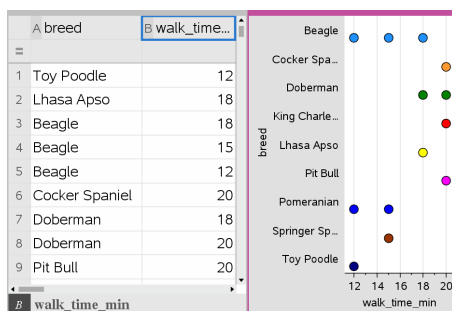 A breed B walk_time...
=
1 Toy Poodle 12
2 Lhasa Apso 18
3 Beagle 18
4 Beagle 15
5 Beagle 12
6 Cocker Spaniel 20
7 Doberman 18
8 Doberman 20
9 Pit Bull 20
B walk_time_min
breed
Beagle
Cocker Spa...
Doberman
King Charle...
Lhasa Apso
Pit Bull
Pomeranian
Springer Sp...
Toy Poodle
12 14 16 18 20
walk_time_min